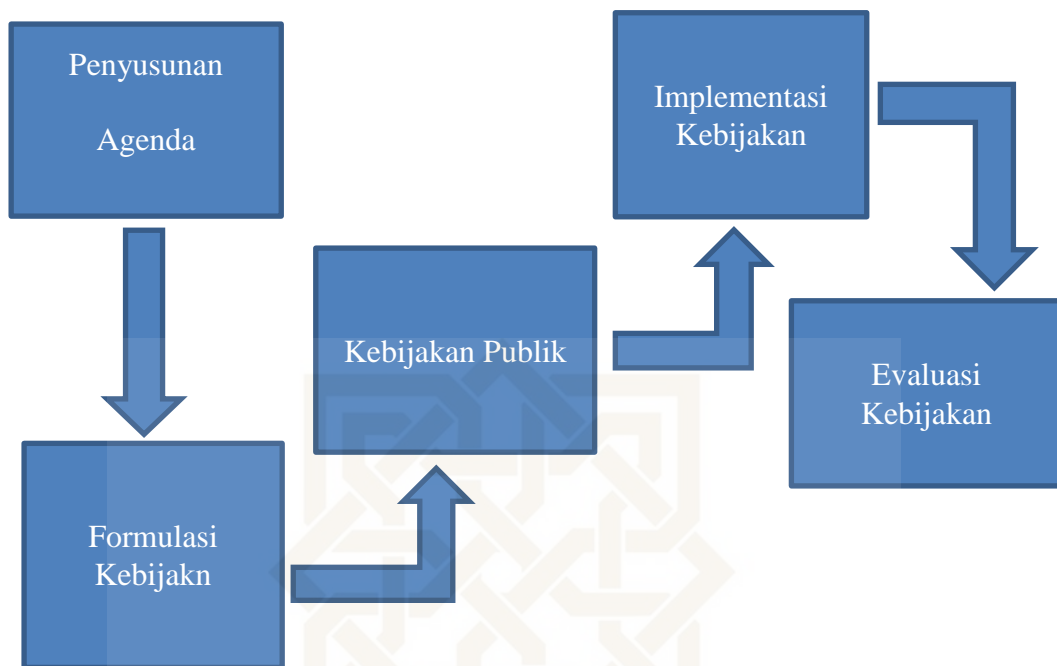 Penyusunan
Agenda
Formulasi
Kebijakn
Kebijakan Publik
Implementasi
Kebijakan
Evaluasi
Kebijakan